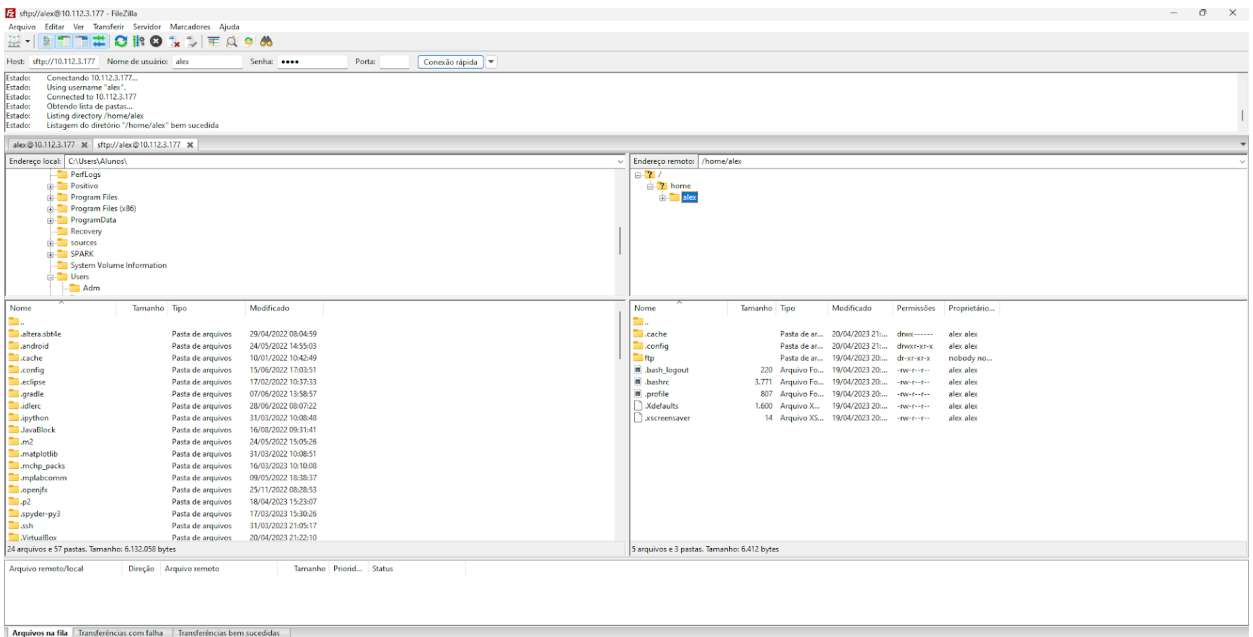 sftp://alex@10.112.3.177 - FileZilla
Arquivo Editar Ver Transferir Servidor Marcadores Ajuda
Host: sftp://10.112.3.177 Nome de usuário: alex Senha: •••• Porta: Conexão rápida
Estado: Conectando 10.112.3.177...
Estado: Using username "alex".
Estado: Connected to 10.112.3.177
Estado: Obtendo lista de pastas...
Estado: Listing directory /home/alex
Estado: Listagem do diretório "/home/alex" bem sucedida
alex@10.112.3.177 sftp://alex@10.112.3.177
Endereço local: C:\Users\Alunos\
PerfLogs
Positivo
Program Files
Program Files (x86)
ProgramData
Recovery
sources
SPARK
System Volume Information
Users
Adm
Nome Tamanho Tipo Modificado
..
.altera.sbt4e Pasta de arquivos 29/04/2022 08:04:59
.android Pasta de arquivos 24/05/2022 14:55:03
.cache Pasta de arquivos 10/01/2022 10:42:49
.config Pasta de arquivos 15/06/2022 17:03:51
.eclipse Pasta de arquivos 17/02/2022 10:37:33
.gradle Pasta de arquivos 07/06/2022 13:58:57
.idlerc Pasta de arquivos 28/06/2022 08:07:22
.ipython Pasta de arquivos 31/03/2022 10:08:48
.JavaBlock Pasta de arquivos 16/08/2022 09:31:41
.m2 Pasta de arquivos 24/05/2022 15:05:26
.matplotlib Pasta de arquivos 31/03/2022 10:08:51
.mchp_packs Pasta de arquivos 16/03/2023 10:10:08
.mplabcomm Pasta de arquivos 09/05/2022 18:38:37
.openjfx Pasta de arquivos 25/11/2022 08:28:53
.p2 Pasta de arquivos 18/04/2023 15:23:07
.spyder-py3 Pasta de arquivos 17/03/2023 15:30:26
.ssh Pasta de arquivos 31/03/2023 21:05:17
.VirtualBox Pasta de arquivos 20/04/2023 21:22:10
24 arquivos e 57 pastas. Tamanho: 6.132.058 bytes
Endereço remoto: /home/alex
/
home
alex
Nome Tamanho Tipo Modificado Permissões Proprietário...
..
.cache Pasta de ar... 20/04/2023 21:... drwx------ alex alex
.config Pasta de ar... 20/04/2023 21:... drwxr-xr-x alex alex
ftp Pasta de ar... 19/04/2023 20:... dr-xr-xr-x nobody no...
.bash_logout 220 Arquivo Fo... 19/04/2023 20:... -rw-r--r-- alex alex
.bashrc 3.771 Arquivo Fo... 19/04/2023 20:... -rw-r--r-- alex alex
.profile 807 Arquivo Fo... 19/04/2023 20:... -rw-r--r-- alex alex
.Xdefaults 1.600 Arquivo X... 19/04/2023 20:... -rw-r--r-- alex alex
.xscreensaver 14 Arquivo XS... 19/04/2023 20:... -rw-r--r-- alex alex
5 arquivos e 3 pastas. Tamanho: 6.412 bytes
Arquivo remoto/local Direção Arquivo remoto Tamanho Priorid... Status
Arquivos na fila Transferências com falha Transferências bem sucedidas